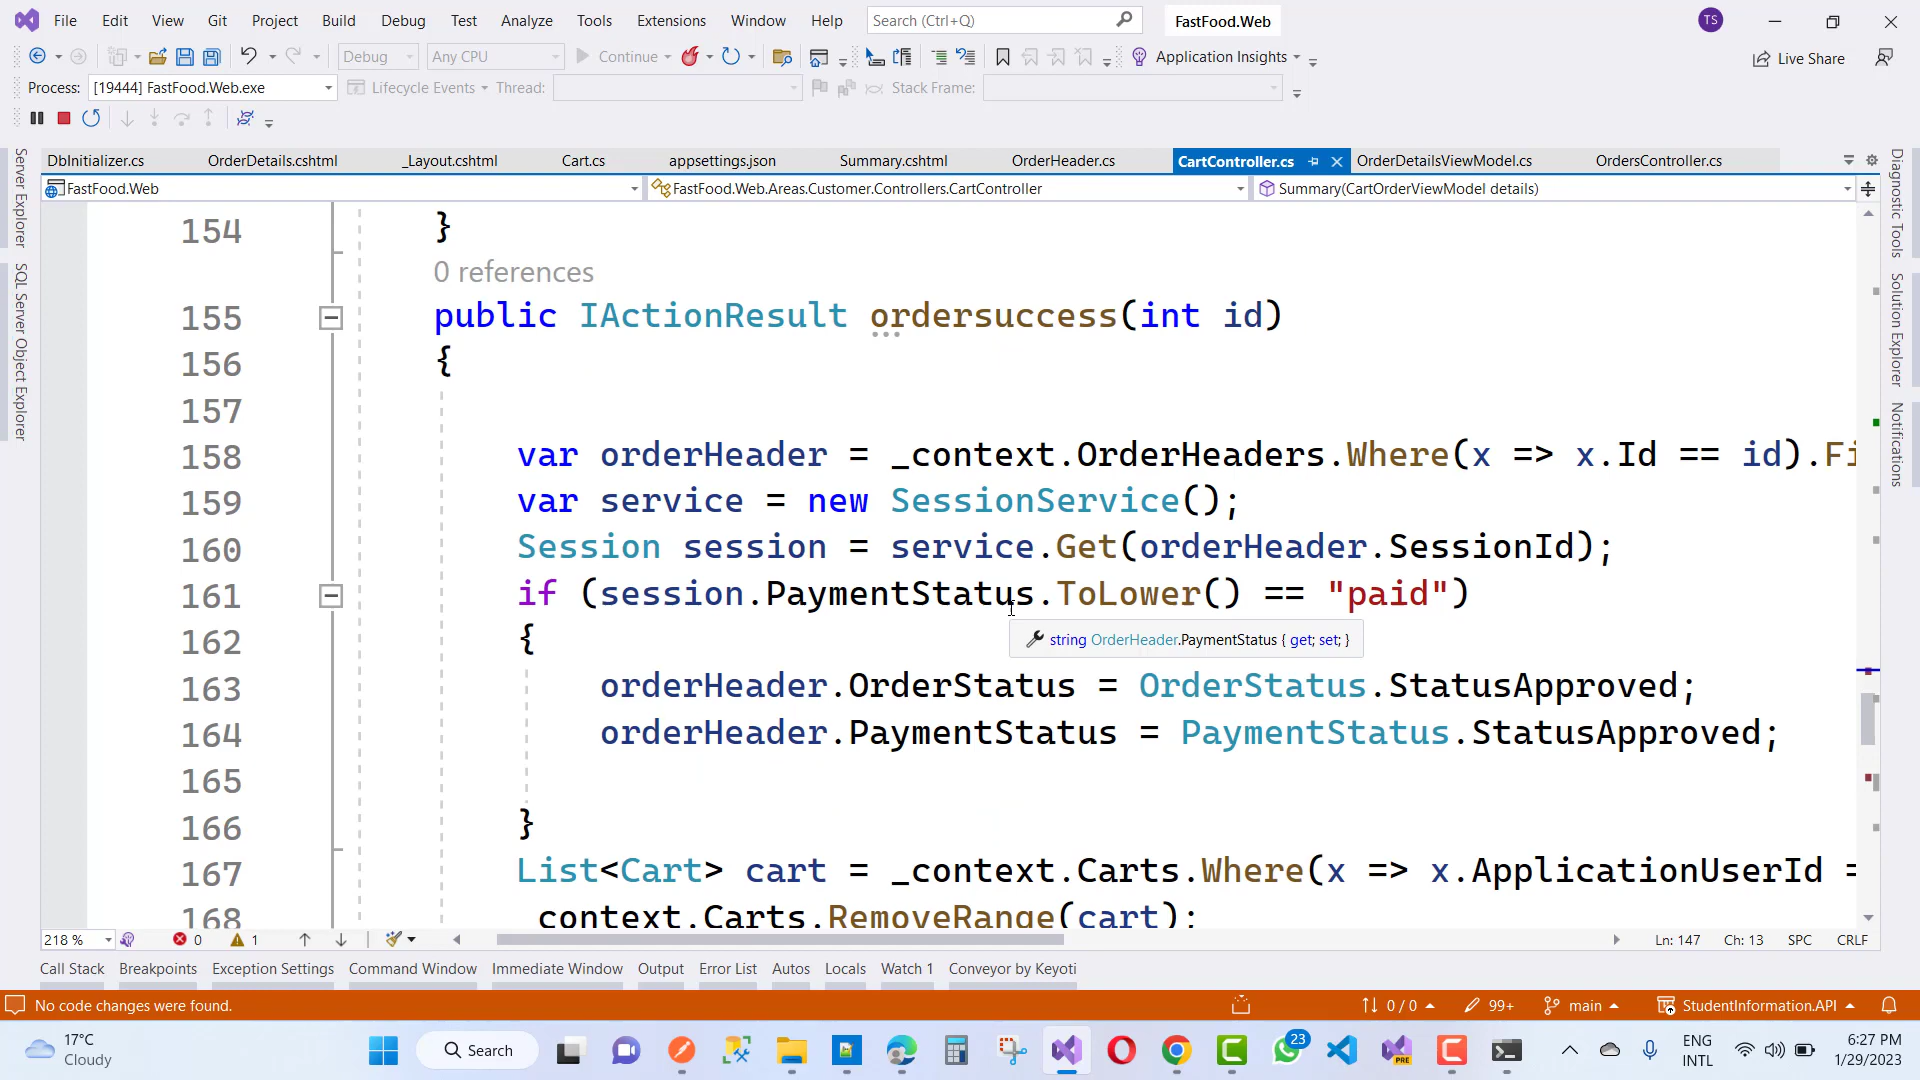 File Edit View Git Project Build Debug Test Analyze Tools Extensions Window Help Search (Ctrl+Q) FastFood.Web TS
Debug Any CPU Continue Application Insights Live Share
Process: [19444] FastFood.Web.exe Lifecycle Events Thread: Stack Frame:
DbInitializer.cs OrderDetails.cshtml _Layout.cshtml Cart.cs appsettings.json Summary.cshtml OrderHeader.cs CartController.cs OrderDetailsViewModel.cs OrdersController.cs
FastFood.Web FastFood.Web.Areas.Customer.Controllers.CartController Summary(CartOrderViewModel details)
Server Explorer
SQL Server Object Explorer
Diagnostic Tools
Solution Explorer
Notifications
154 }
0 references
155 public IActionResult ordersuccess(int id)
156 {
157
158 var orderHeader = _context.OrderHeaders.Where(x => x.Id == id).Fi
159 var service = new SessionService();
160 Session session = service.Get(orderHeader.SessionId);
161 if (session.PaymentStatus.ToLower() == "paid")
162 {
string OrderHeader.PaymentStatus { get; set; }
163 orderHeader.OrderStatus = OrderStatus.StatusApproved;
164 orderHeader.PaymentStatus = PaymentStatus.StatusApproved;
165
166 }
167 List<Cart> cart = _context.Carts.Where(x => x.ApplicationUserId =
168 _context.Carts.RemoveRange(cart);
218 % 0 1 Ln: 147 Ch: 13 SPC CRLF
Call Stack Breakpoints Exception Settings Command Window Immediate Window Output Error List Autos Locals Watch 1 Conveyor by Keyoti
No code changes were found. 0 / 0 99+ main StudentInformation.API
17°C
Cloudy
Search
23
PRE
ENG
INTL
6:27 PM
1/29/2023